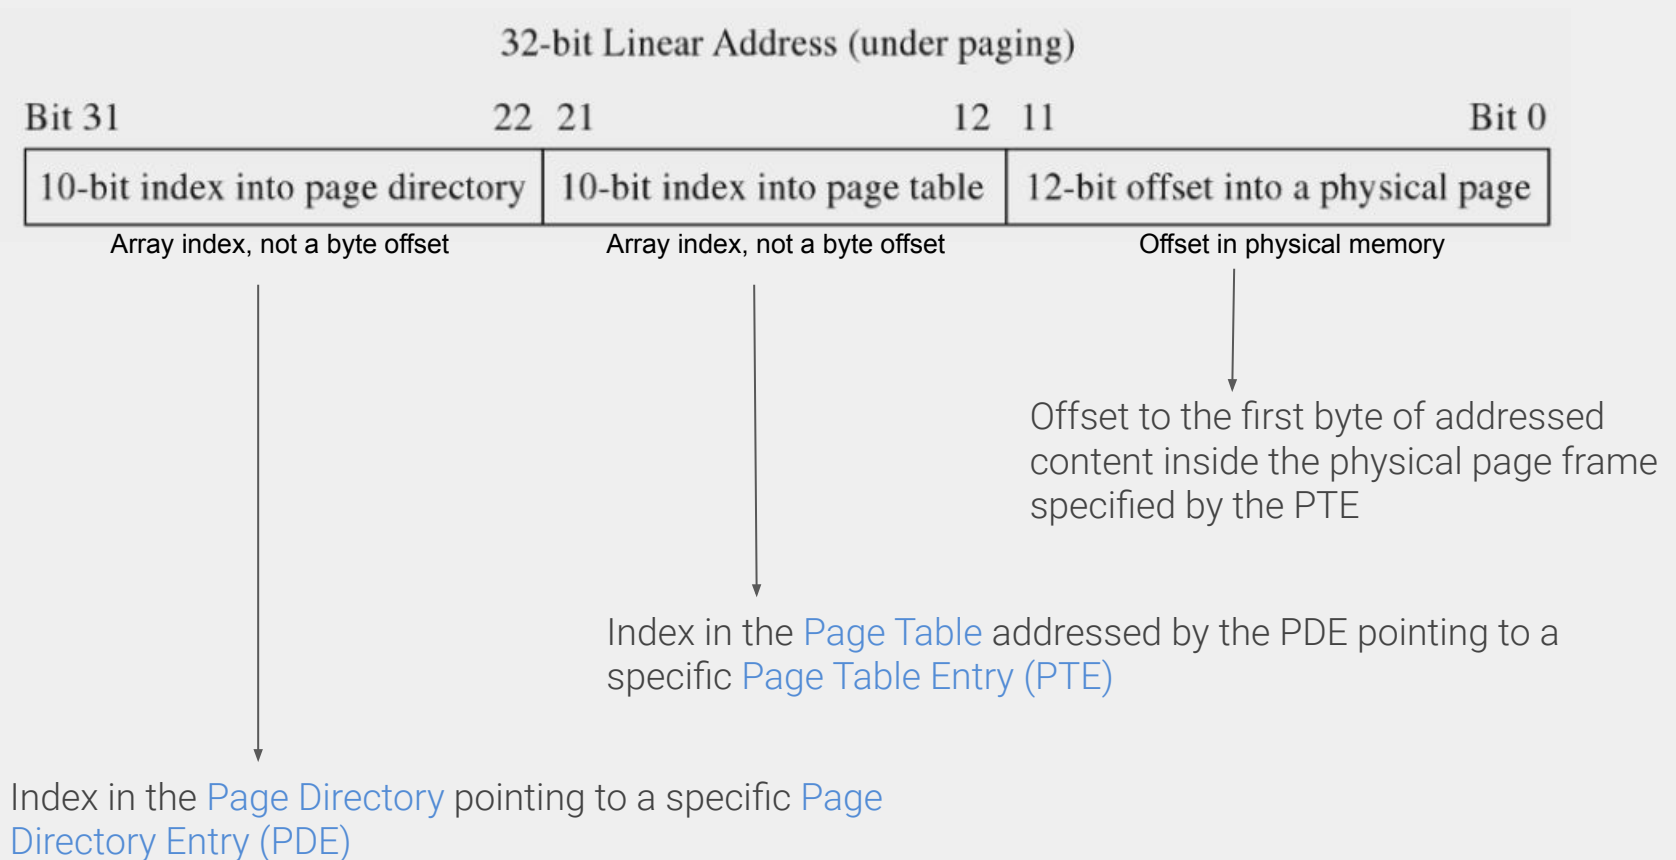 32-bit Linear Address (under paging)
Bit 31 22 21 12 11 Bit 0
10-bit index into page directory 10-bit index into page table 12-bit offset into a physical page
Array index, not a byte offset Array index, not a byte offset Offset in physical memory
Offset to the first byte of addressed
content inside the physical page frame
specified by the PTE
Index in the Page Table addressed by the PDE pointing to a
specific Page Table Entry (PTE)
Index in the Page Directory pointing to a specific Page
Directory Entry (PDE)